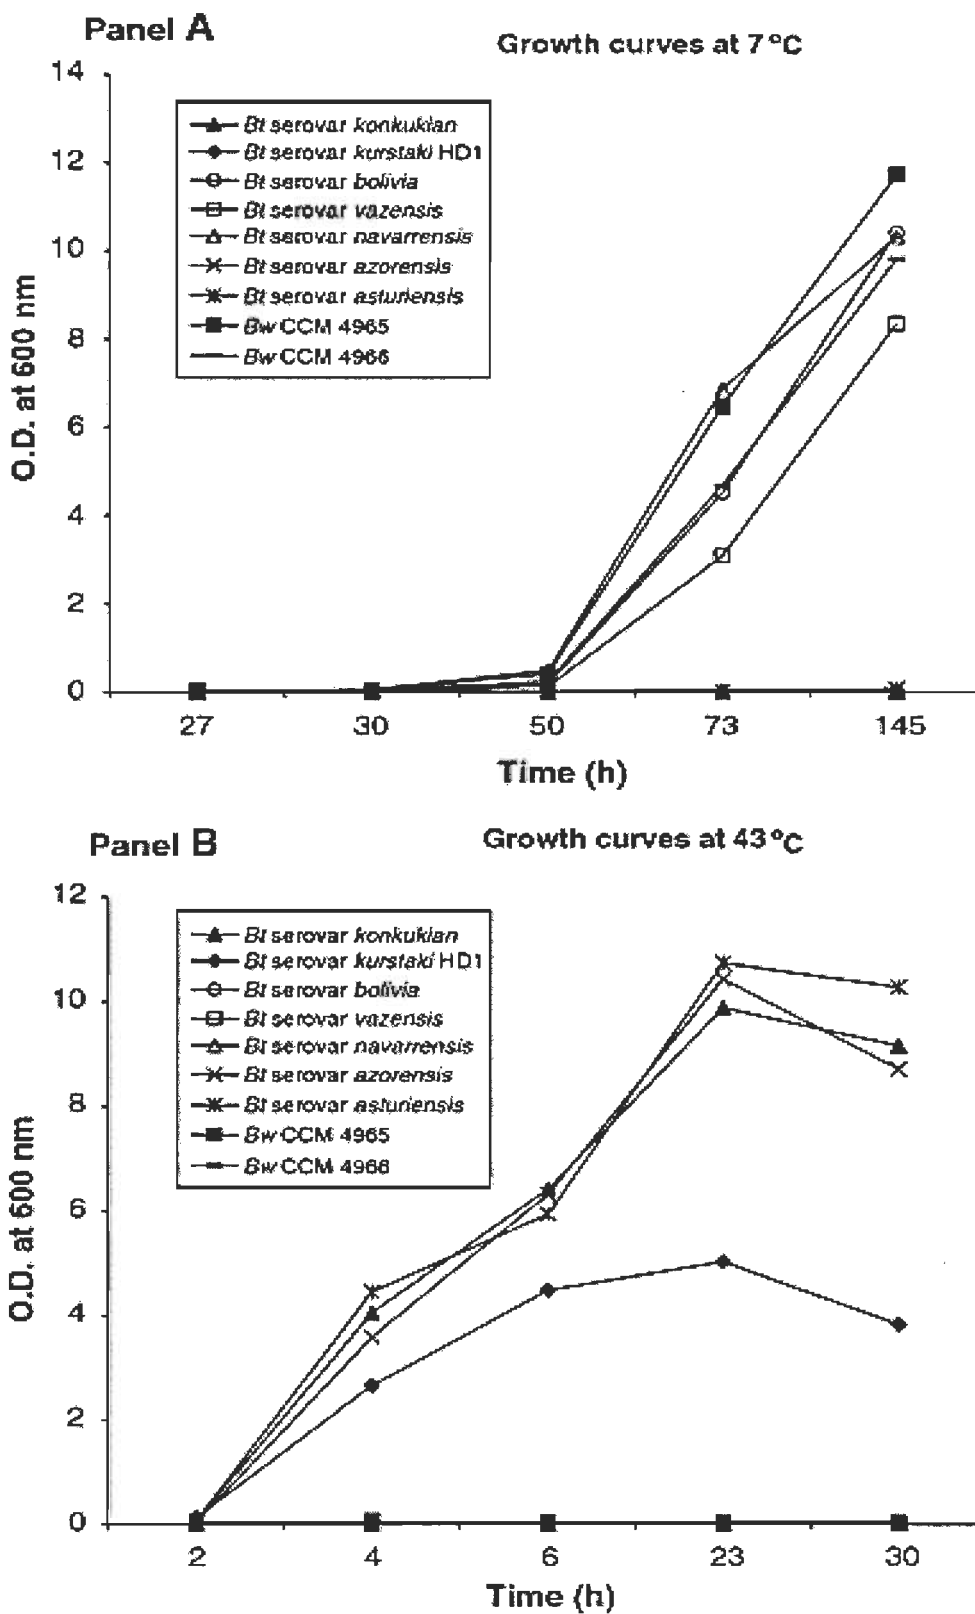 Panel A
Growth curves at 7 °C
14
12
10
8
6
4
2
0
O.D. at 600 nm
Bt serovar konkukian
Bt serovar kurstaki HD1
Bt serovar bolivia
Bt serovar vazensis
Bt serovar navarrensis
Bt serovar azorensis
Bt serovar asturiensis
Bw CCM 4965
Bw CCM 4966
27 30 50 73 145
Time (h)
Panel B
Growth curves at 43 °C
12
10
8
6
4
2
0
O.D. at 600 nm
Bt serovar konkukian
Bt serovar kurstaki HD1
Bt serovar bolivia
Bt serovar vazensis
Bt serovar navarrensis
Bt serovar azorensis
Bt serovar asturiensis
Bw CCM 4965
Bw CCM 4966
2 4 6 23 30
Time (h)